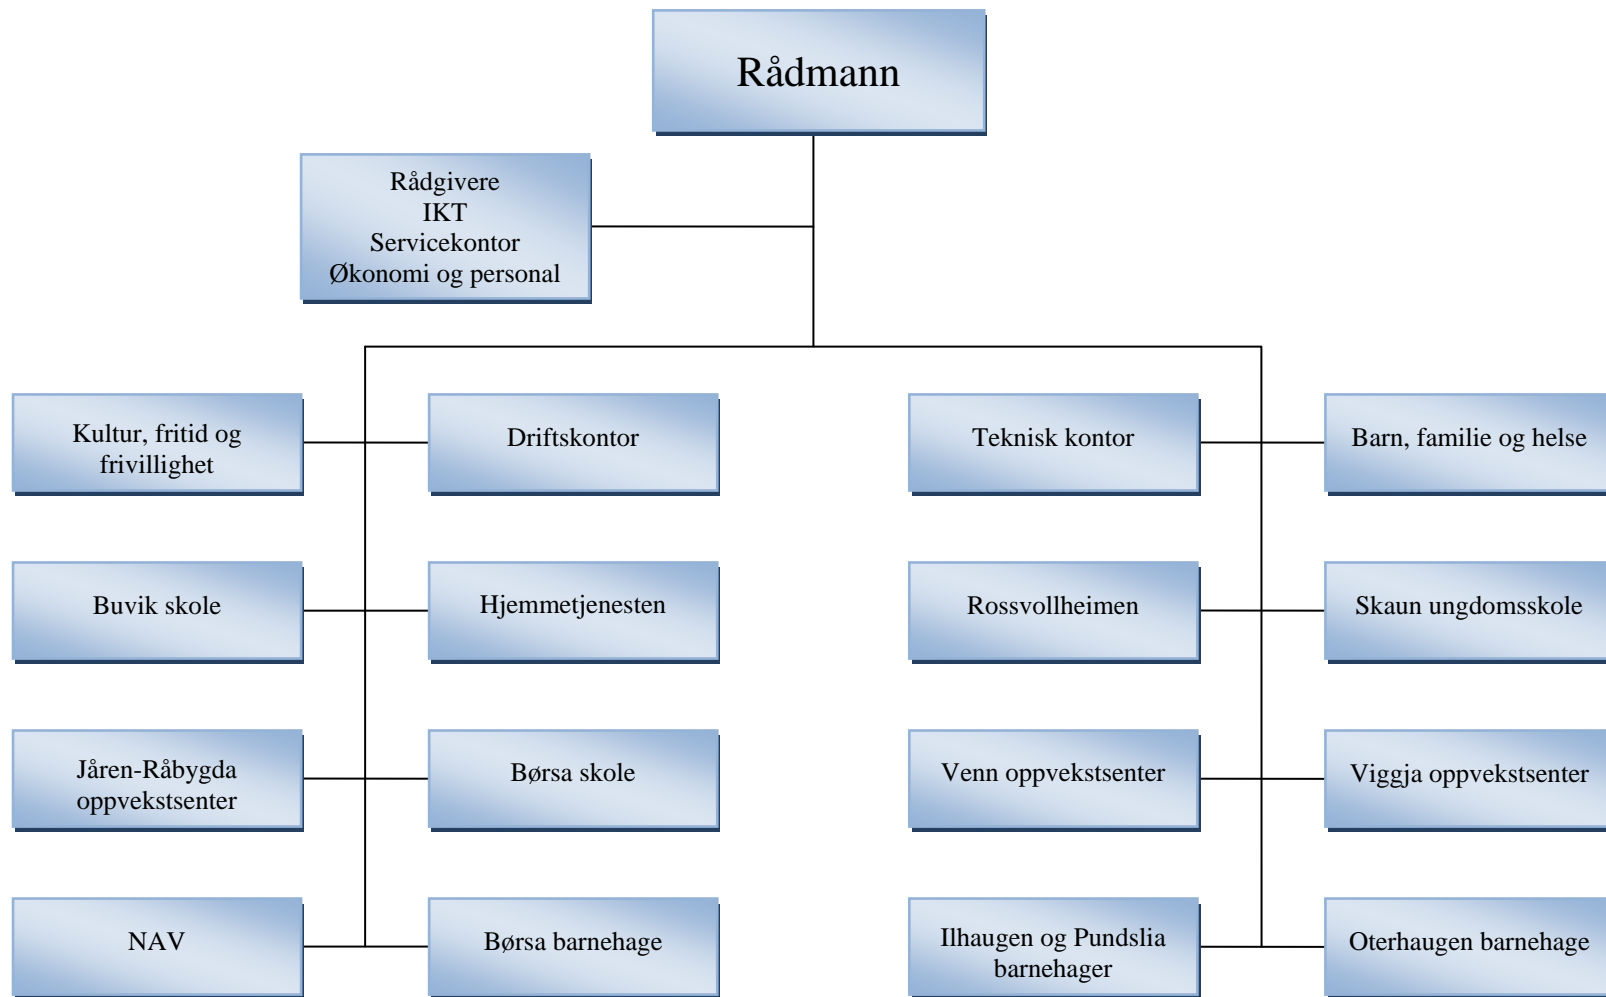 Rådmann
Rådgivere
IKT
Servicekontor
Økonomi og personal
Kultur, fritid og
frivillighet
Driftskontor
Teknisk kontor
Barn, familie og helse
Buvik skole
Hjemmetjenesten
Rossvollheimen
Skaun ungdomsskole
Jåren-Råbygda
oppvekstsenter
Børsa skole
Venn oppvekstsenter
Viggja oppvekstsenter
NAV
Børsa barnehage
Ilhaugen og Pundslia
barnehager
Oterhaugen barnehage